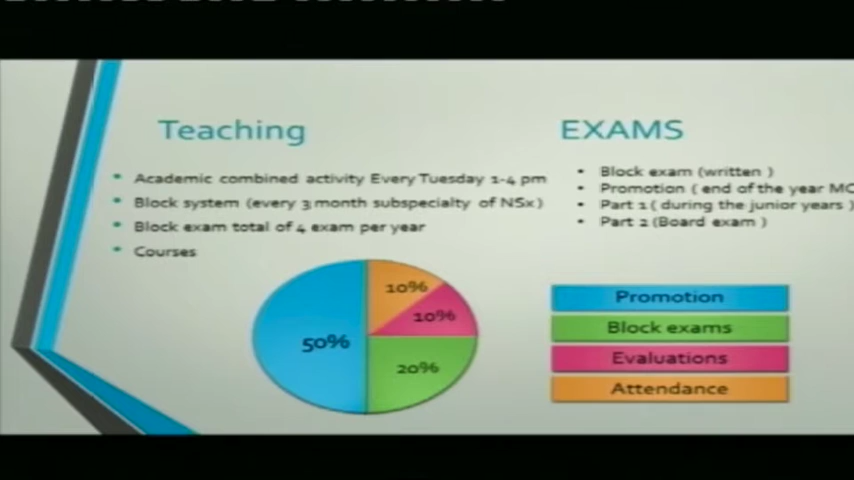 Teaching
Academic combined activity Every Tuesday 1-4 pm
Block system (every 3 month subspecialty of NSx)
Block exam total of 4 exam per year
Courses
EXAMS
Block exam (written )
Promotion ( end of the year MC
Part 1 ( during the junior years )
Part 2 (Board exam )
50%
10%
10%
20%
Promotion
Block exams
Evaluations
Attendance